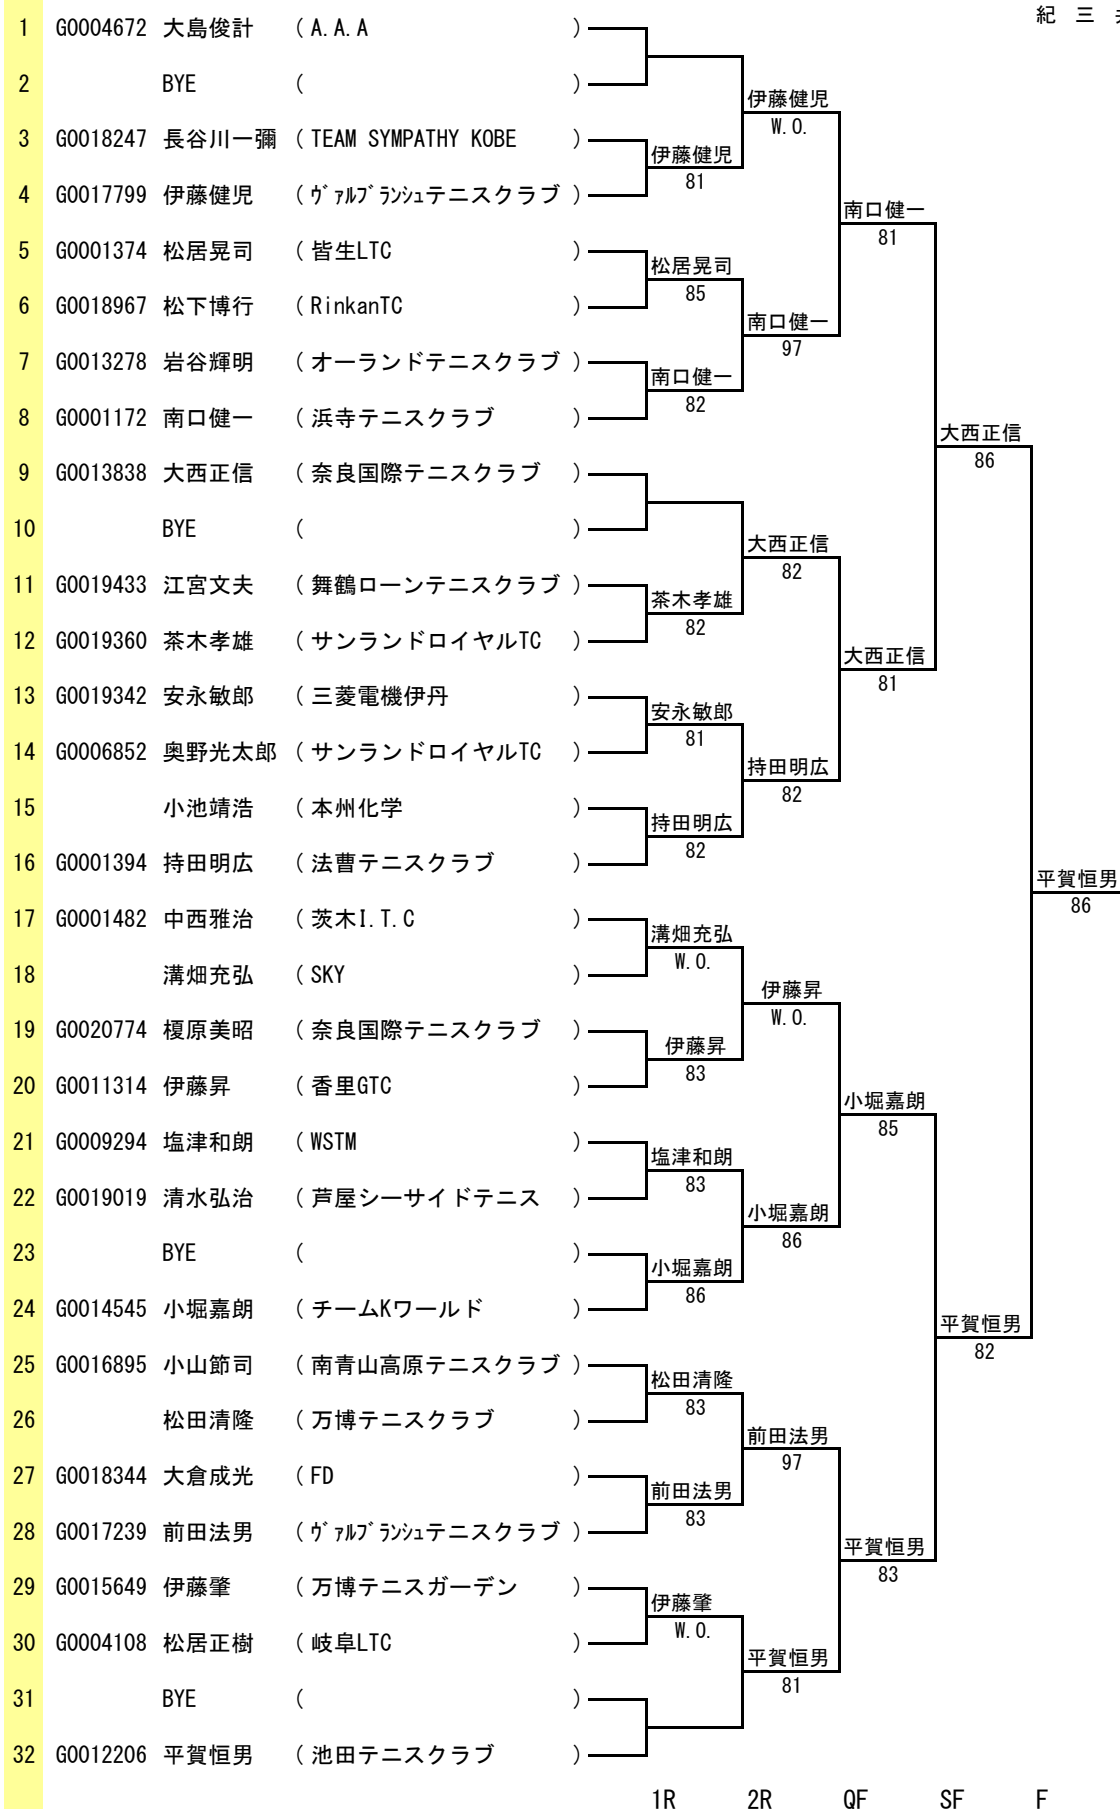 紀 三
1 G0004672 大島俊計 ( A.A.A )
2 BYE ( )
伊藤健児
W.O.
3 G0018247 長谷川一彌 ( TEAM SYMPATHY KOBE )
伊藤健児
81
4 G0017799 伊藤健児 ( ヴァルブランシュテニスクラブ )
南口健一
81
5 G0001374 松居晃司 ( 皆生LTC )
松居晃司
85
6 G0018967 松下博行 ( RinkanTC )
南口健一
97
7 G0013278 岩谷輝明 ( オーランドテニスクラブ )
南口健一
82
8 G0001172 南口健一 ( 浜寺テニスクラブ )
大西正信
86
9 G0013838 大西正信 ( 奈良国際テニスクラブ )
10 BYE ( )
大西正信
82
11 G0019433 江宮文夫 ( 舞鶴ローンテニスクラブ )
茶木孝雄
82
12 G0019360 茶木孝雄 ( サンランドロイヤルTC )
大西正信
81
13 G0019342 安永敏郎 ( 三菱電機伊丹 )
安永敏郎
81
14 G0006852 奥野光太郎 ( サンランドロイヤルTC )
持田明広
82
15 小池靖浩 ( 本州化学 )
持田明広
82
16 G0001394 持田明広 ( 法曹テニスクラブ )
平賀恒男
86
17 G0001482 中西雅治 ( 茨木I.T.C )
溝畑充弘
W.O.
18 溝畑充弘 ( SKY )
伊藤昇
W.O.
19 G0020774 榎原美昭 ( 奈良国際テニスクラブ )
伊藤昇
83
20 G0011314 伊藤昇 ( 香里GTC )
小堀嘉朗
85
21 G0009294 塩津和朗 ( WSTM )
塩津和朗
83
22 G0019019 清水弘治 ( 芦屋シーサイドテニス )
小堀嘉朗
86
23 BYE ( )
小堀嘉朗
86
24 G0014545 小堀嘉朗 ( チームKワールド )
平賀恒男
82
25 G0016895 小山節司 ( 南青山高原テニスクラブ )
松田清隆
83
26 松田清隆 ( 万博テニスクラブ )
前田法男
97
27 G0018344 大倉成光 ( FD )
前田法男
83
28 G0017239 前田法男 ( ヴァルブランシュテニスクラブ )
平賀恒男
83
29 G0015649 伊藤肇 ( 万博テニスガーデン )
伊藤肇
W.O.
30 G0004108 松居正樹 ( 岐阜LTC )
平賀恒男
81
31 BYE ( )
32 G0012206 平賀恒男 ( 池田テニスクラブ )
1R 2R QF SF F